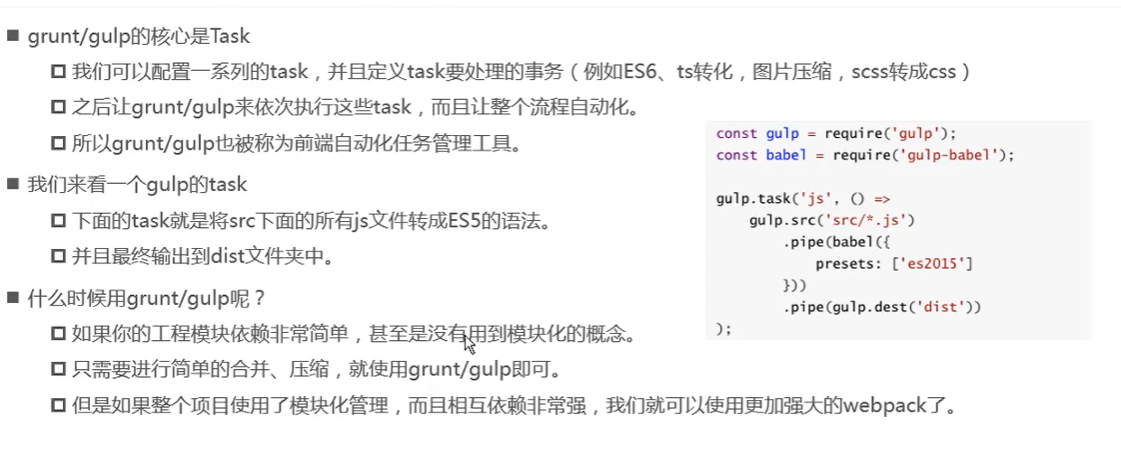 grunt/gulp的核心是Task
我们可以配置一系列的task，并且定义task要处理的事务（例如ES6、ts转化，图片压缩，scss转成css）
之后让grunt/gulp来依次执行这些task，而且让整个流程自动化。
所以grunt/gulp也被称为前端自动化任务管理工具。
我们来看一个gulp的task
下面的task就是将src下面的所有js文件转成ES5的语法。
并且最终输出到dist文件夹中。
什么时候用grunt/gulp呢？
如果你的工程模块依赖非常简单，甚至是没有用到模块化的概念。
只需要进行简单的合并、压缩，就使用grunt/gulp即可。
但是如果整个项目使用了模块化管理，而且相互依赖非常强，我们就可以使用更加强大的webpack了。
const gulp = require('gulp');
const babel = require('gulp-babel');
gulp.task('js', () =>
gulp.src('src/*.js')
.pipe(babel({
presets: ['es2015']
}))
.pipe(gulp.dest('dist'))
);